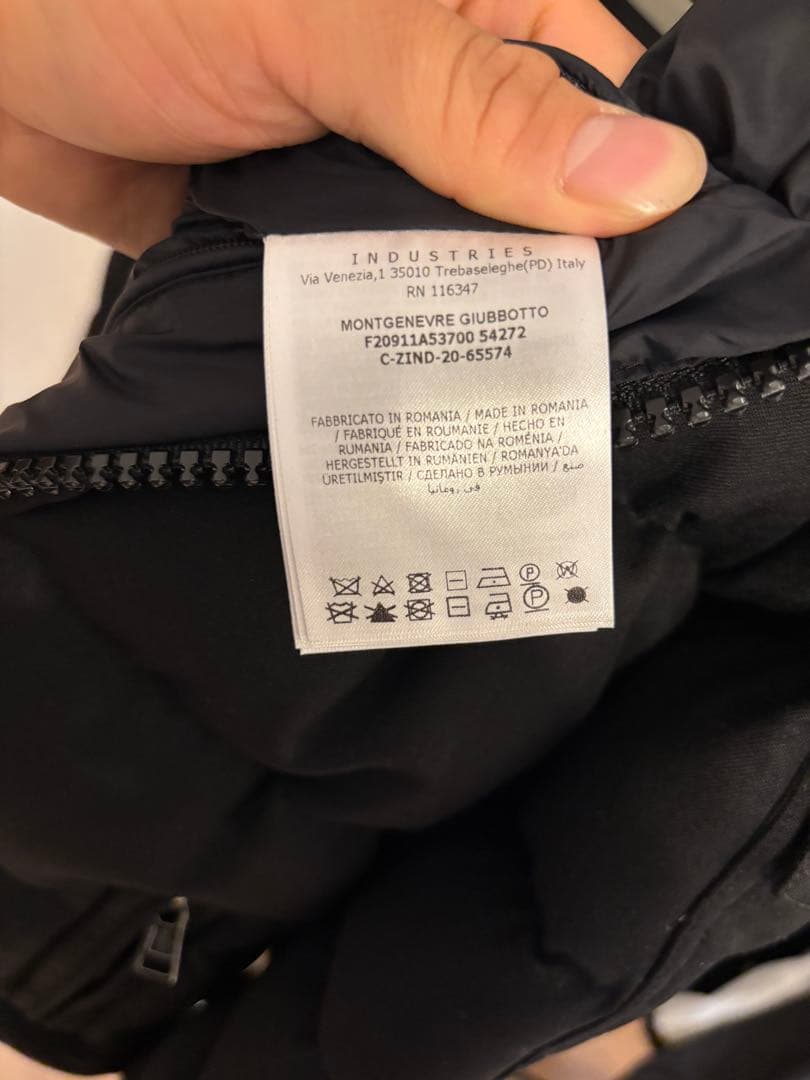 INDUSTRIES
Via Venezia,1 35010 Trebaseleghe(PD) Italy
RN 116347
MONTGENEVRE GIUBBOTTO
F20911A53700 54272
C-ZIND-20-65574
FABBRICATO IN ROMANIA / MADE IN ROMANIA
/ FABRIQUÉ EN ROUMANIE / HECHO EN
RUMANIA / FABRICADO NA ROMÉNIA /
HERGESTELLT IN RUMÄNIEN / ROMANYA'DA
ÜRETILMIŞTIR / СДЕЛАНО В РУМЫНИИ / صنع
في رومانيا
P W
P